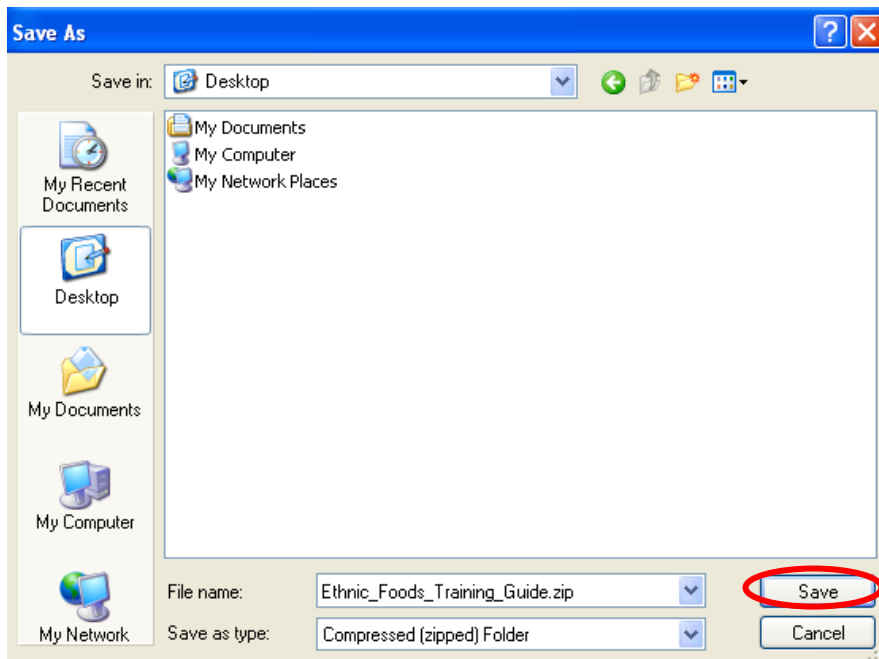 Save As
Save in: Desktop
My Documents
My Computer
My Network Places
My Recent
Documents
Desktop
My Documents
My Computer
My Network
File name: Ethnic_Foods_Training_Guide.zip Save
Save as type: Compressed (zipped) Folder Cancel